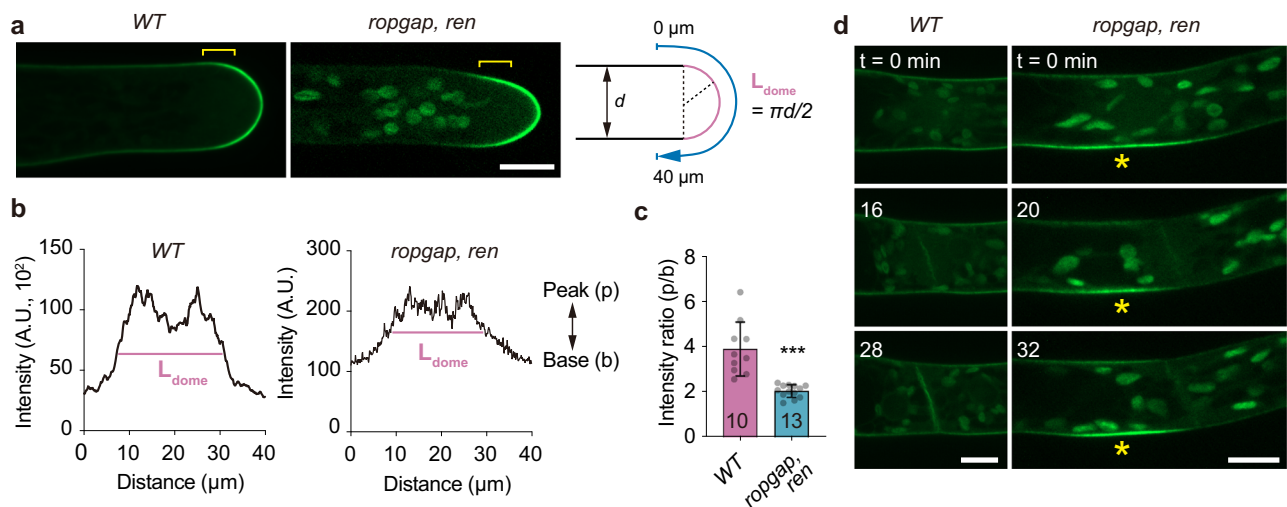 a
WT
ropgap, ren
0 μm
d
L dome
= πd/2
40 μm
b
WT
ropgap, ren
Intensity (A.U., 10²)
150
100
50
0
L dome
0 10 20 30 40
Distance (μm)
Intensity (A.U.)
300
200
100
0
L dome
0 10 20 30 40
Distance (μm)
Peak (p)
Base (b)
c
Intensity ratio (p/b)
8
6
4
2
0
***
10
13
WT
ropgap,
ren
d
WT
ropgap, ren
t = 0 min
t = 0 min
*
16
20
*
28
32
*